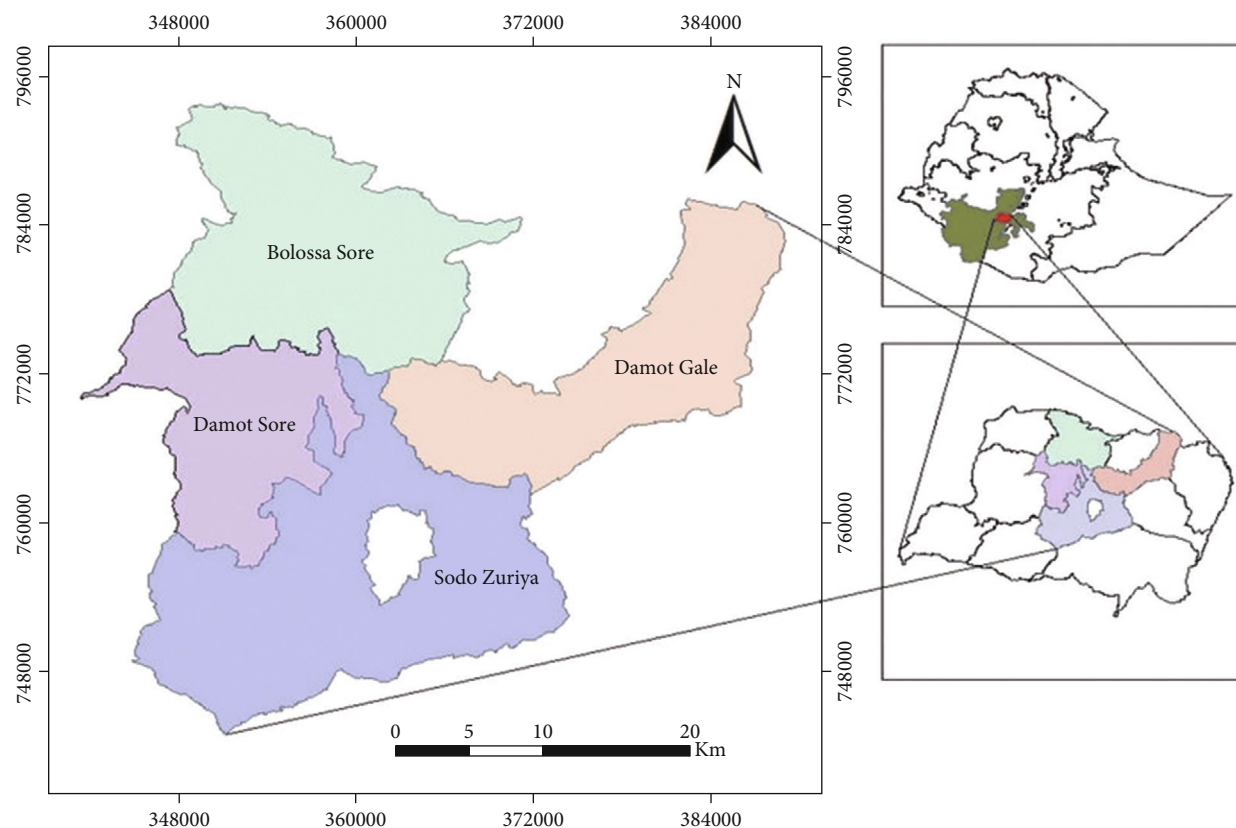 348000 360000 372000 384000
796000 796000
N
784000 784000
Bolossa Sore
772000 772000
Damot Gale
Damot Sore
760000 760000
Sodo Zuriya
748000 748000
0 5 10 20
Km
348000 360000 372000 384000